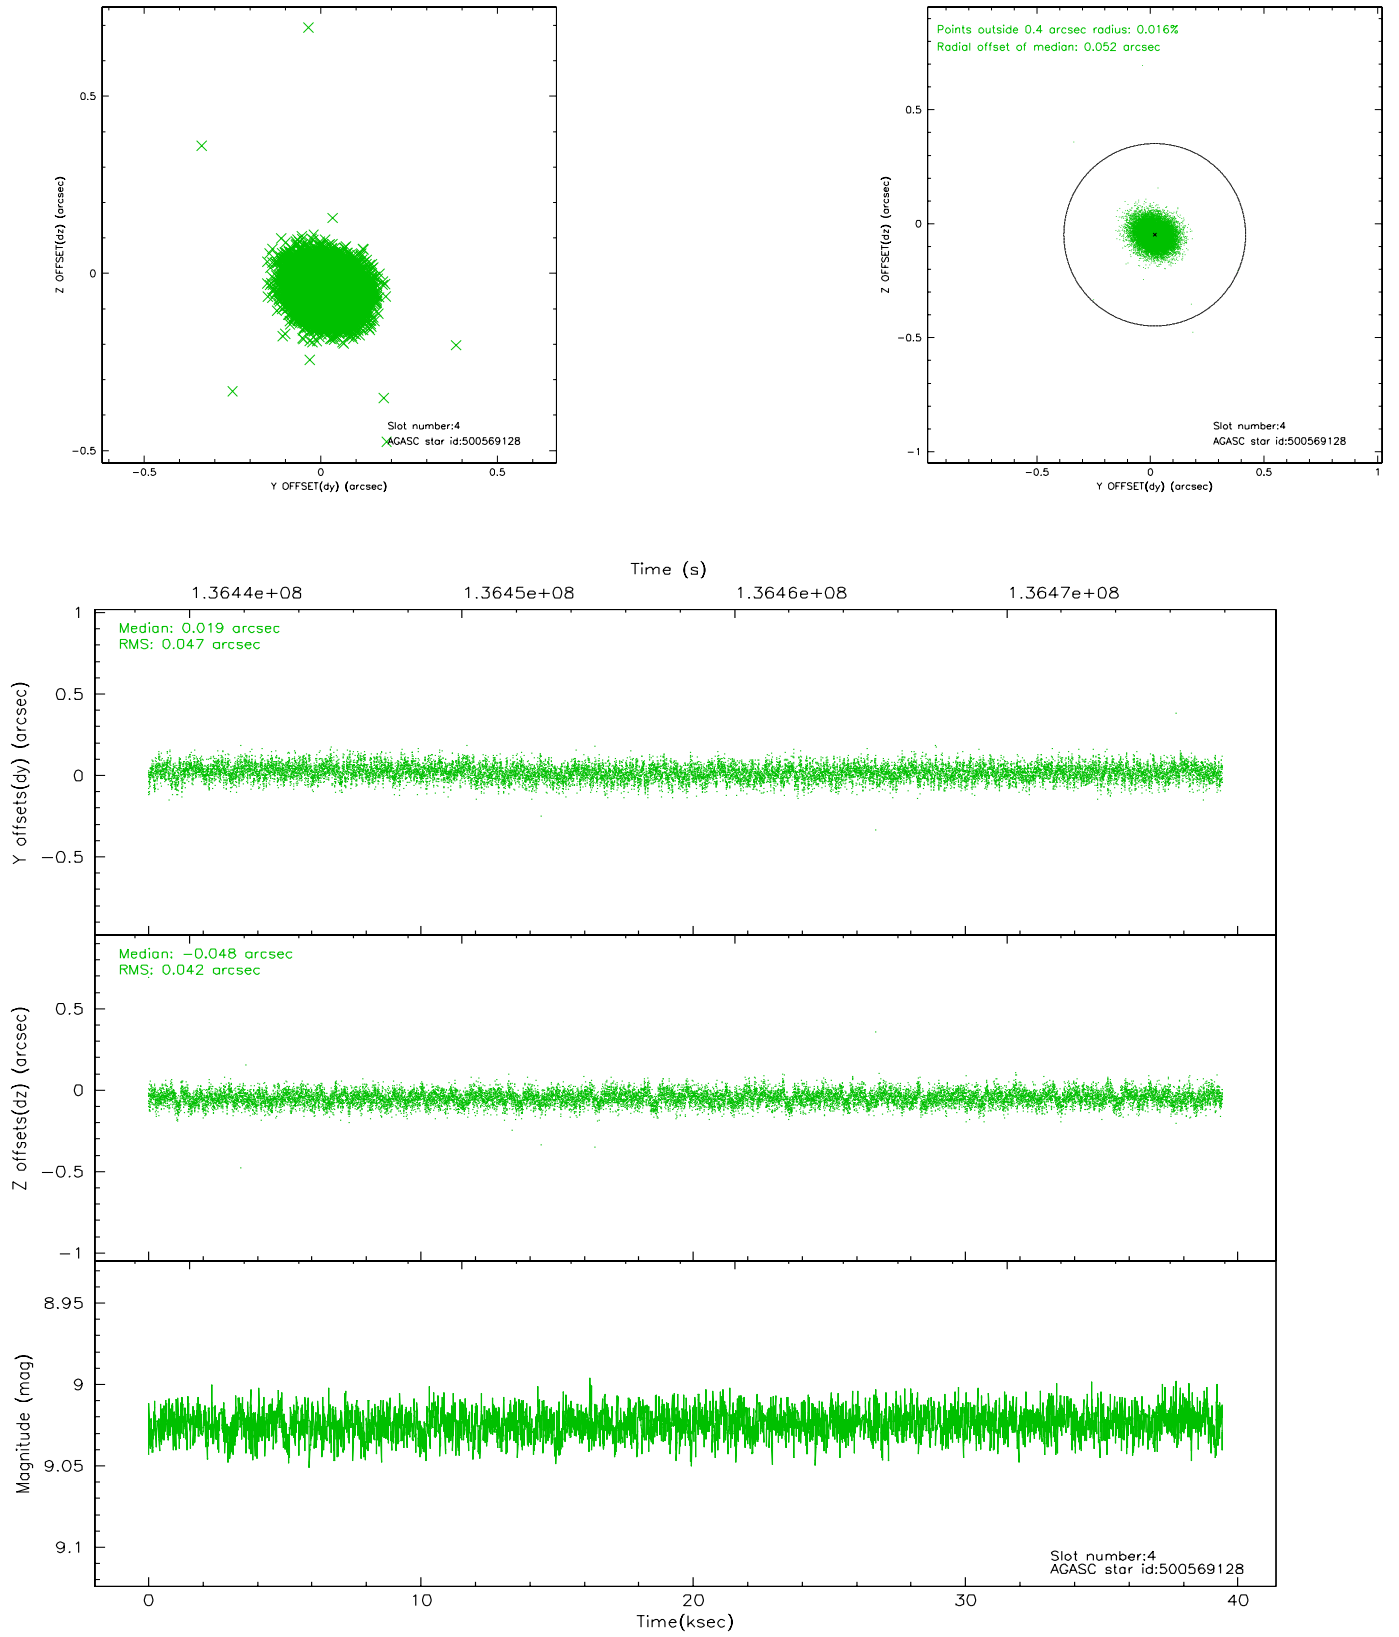 0.5
0
−0.5
−0.5
0
0.5
Z OFFSET(dz) (arcsec)
Y OFFSET(dy) (arcsec)
Slot number:4
AGASC star id:500569128
Points outside 0.4 arcsec radius: 0.016%
Radial offset of median: 0.052 arcsec
0.5
0
−0.5
−1
−0.5
0
0.5
1
Z OFFSET(dz) (arcsec)
Y OFFSET(dy) (arcsec)
Slot number:4
AGASC star id:500569128
Time (s)
1.3644e+08
1.3645e+08
1.3646e+08
1.3647e+08
Median: 0.019 arcsec
RMS: 0.047 arcsec
1
0.5
0
−0.5
Y offsets(dy) (arcsec)
Median: −0.048 arcsec
RMS: 0.042 arcsec
0.5
0
−0.5
−1
Z offsets(dz) (arcsec)
8.95
9
9.05
9.1
Magnitude (mag)
Slot number:4
AGASC star id:500569128
0
10
20
30
40
Time(ksec)